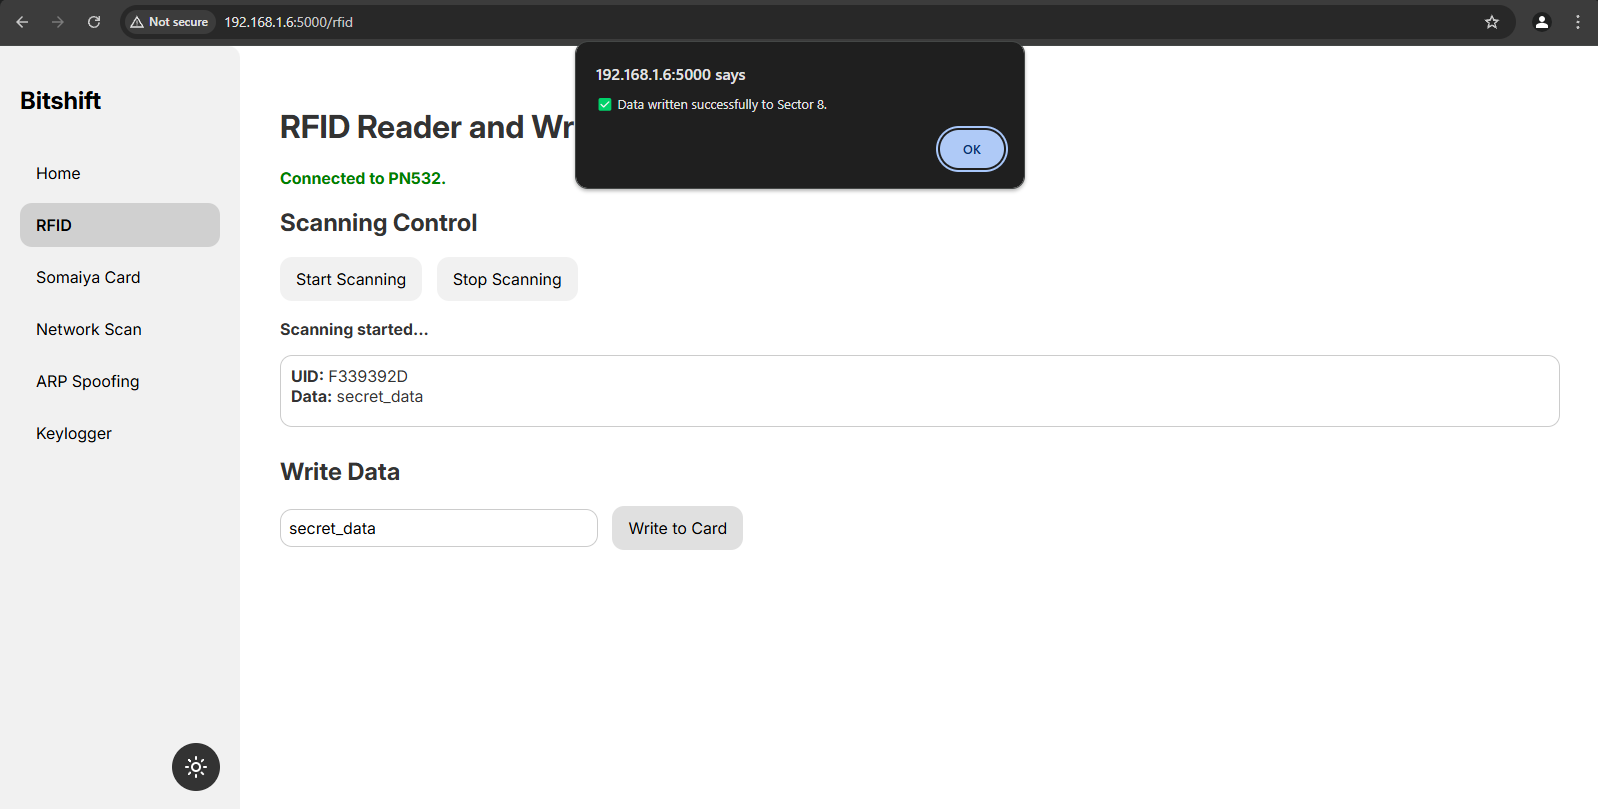 Not secure 192.168.1.6:5000/rfid
192.168.1.6:5000 says
✅ Data written successfully to Sector 8.
OK
Bitshift
Home
RFID
Somaiya Card
Network Scan
ARP Spoofing
Keylogger
RFID Reader and Wr
Connected to PN532.
Scanning Control
Start Scanning Stop Scanning
Scanning started...
UID: F339392D
Data: secret_data
Write Data
secret_data Write to Card